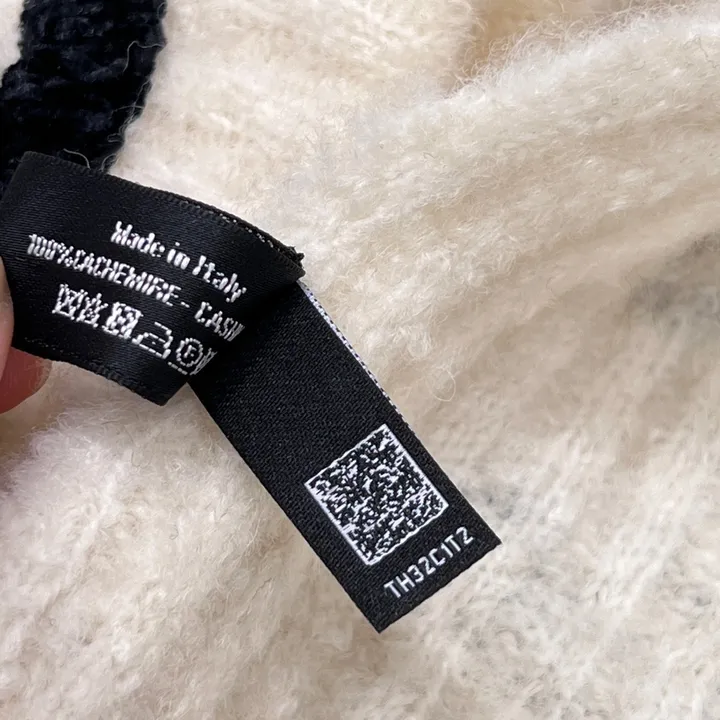 Made in Italy
100%CACHEMIRE - CASH
F
TH32C1T2